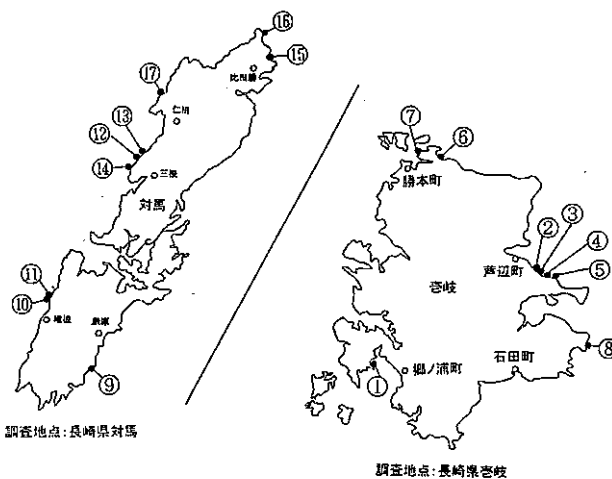 ⑯
⑮
比田勝
⑰
仁田
⑬
⑫
⑭
三根
対馬
⑪
⑩
厳原
⑨
調査地点:長崎県対馬
⑦
⑥
勝本町
②
③
④
⑤
芦辺町
壱岐
⑧
石田町
郷ノ浦町
①
調査地点:長崎県壱岐